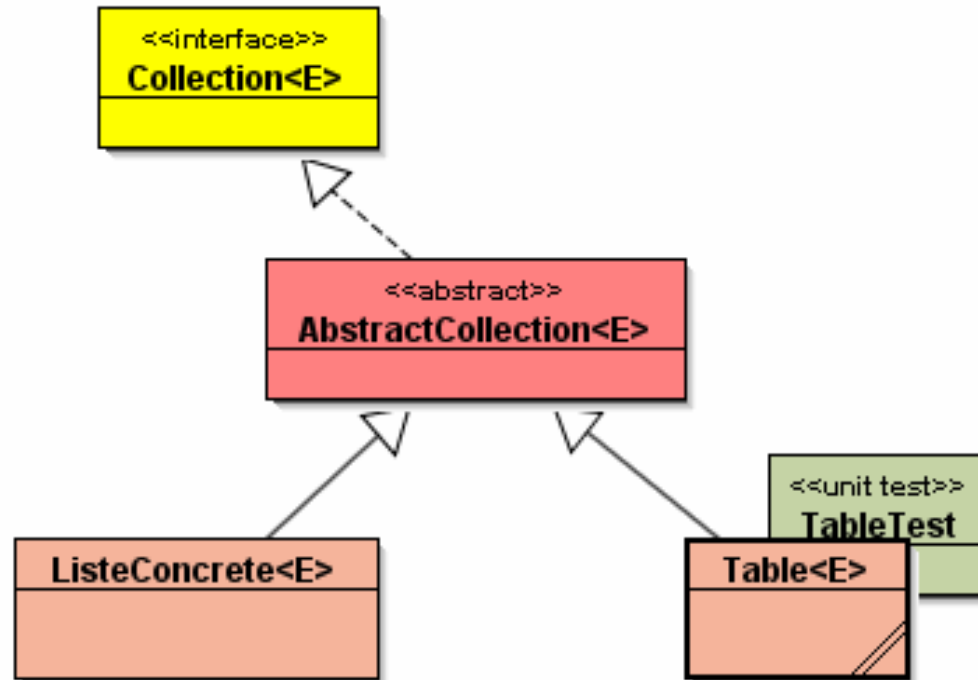 <<interface>>
Collection<E>
<<abstract>>
AbstractCollection<E>
<<unit test>>
TableTest
ListeConcrete<E>
Table<E>